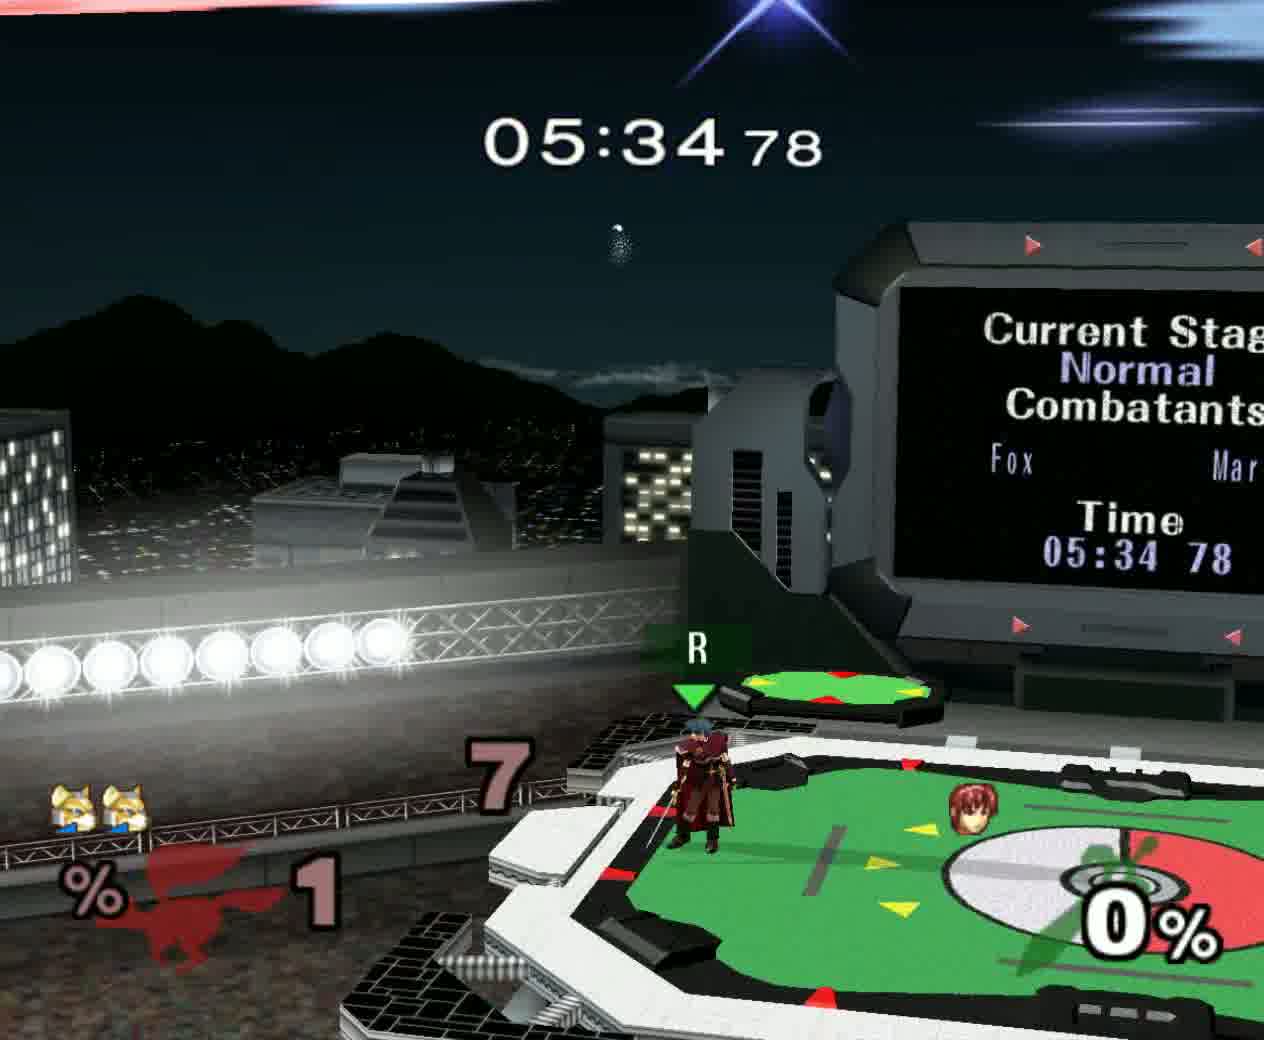 05:34 78
Current Stag
Normal
Combatants
Fox Mar
Time
05:34 78
R
7
% 1
0%